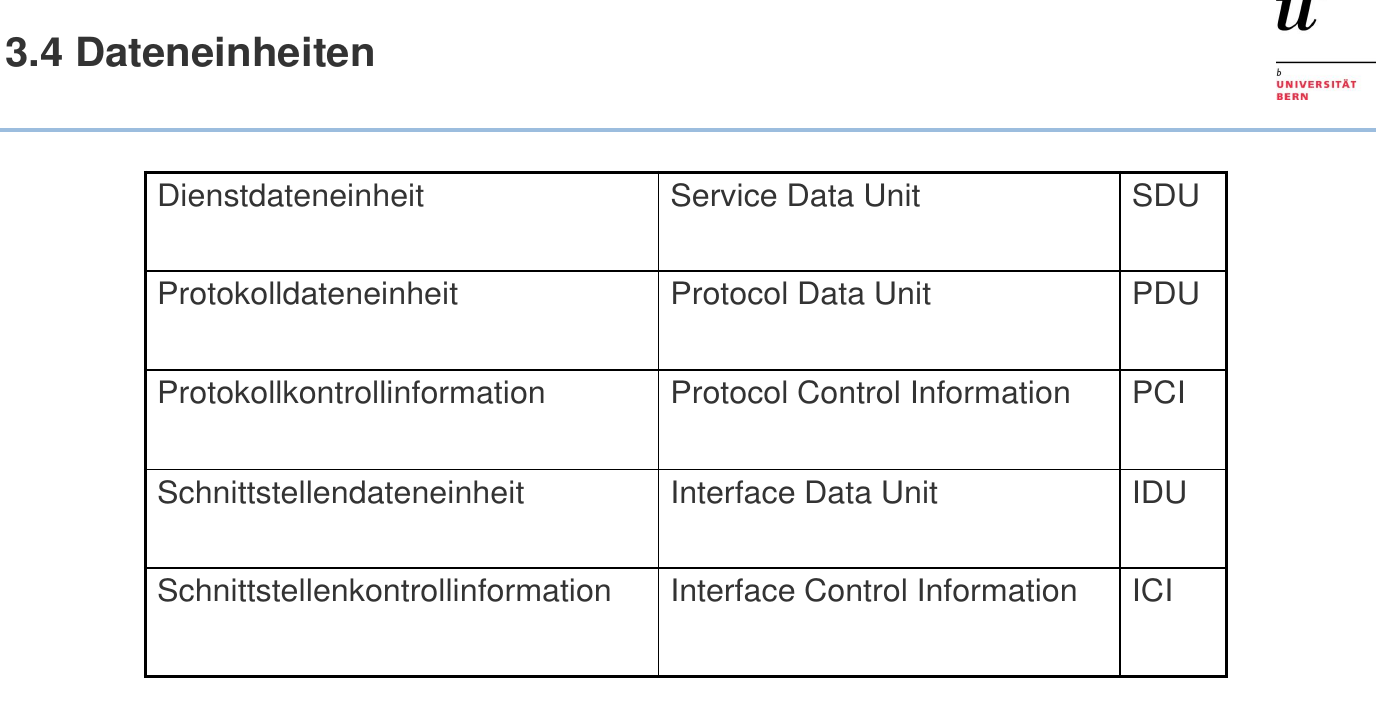 u
3.4 Dateneinheiten
b
UNIVERSITÄT
BERN
Dienstdateneinheit Service Data Unit SDU
Protokolldateneinheit Protocol Data Unit PDU
Protokollkontrollinformation Protocol Control Information PCI
Schnittstellendateneinheit Interface Data Unit IDU
Schnittstellenkontrollinformation Interface Control Information ICI